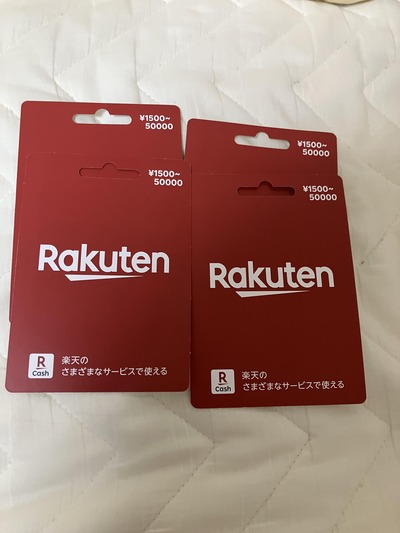 ¥1500~
50000
¥1500~
50000
Rakuten
R
Cash
楽天の
さまざまなサービスで使える
¥1500~
50000
¥1500~
50000
Rakuten
R
Cash
楽天の
さまざまなサービスで使える